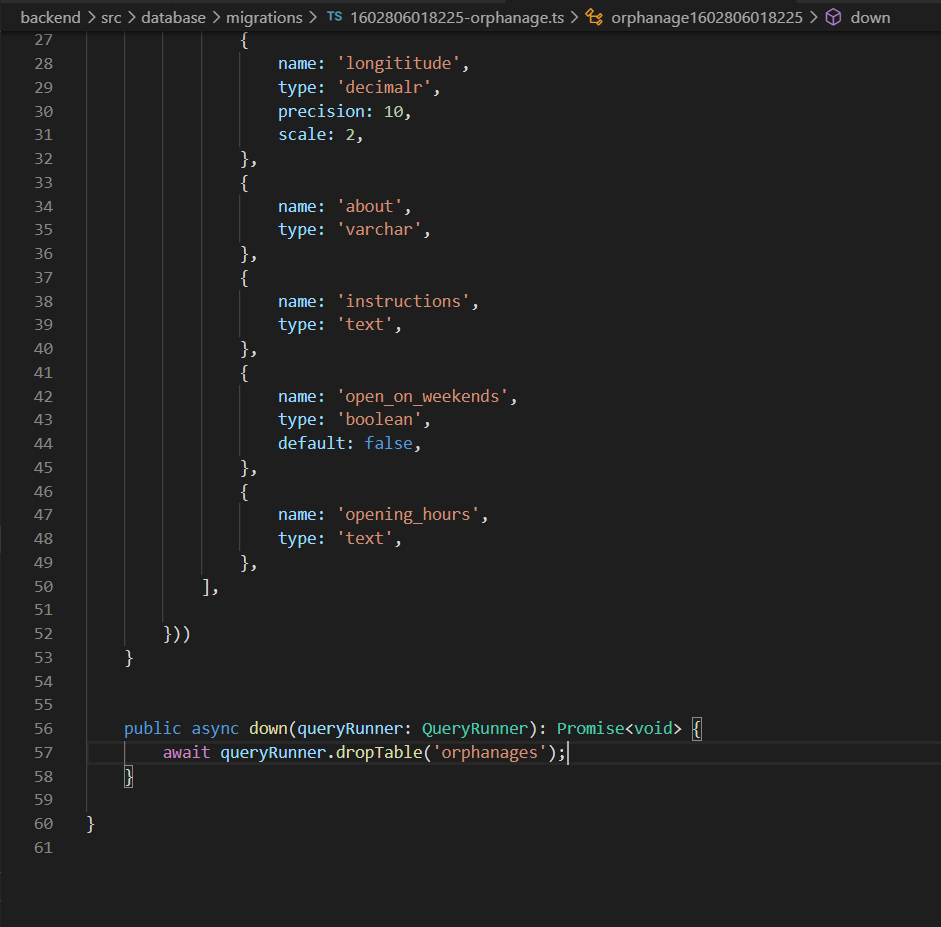 backend > src > database > migrations > TS 1602806018225-orphanage.ts > orphanage1602806018225 > down
27 {
28 name: 'longititude',
29 type: 'decimalr',
30 precision: 10,
31 scale: 2,
32 },
33 {
34 name: 'about',
35 type: 'varchar',
36 },
37 {
38 name: 'instructions',
39 type: 'text',
40 },
41 {
42 name: 'open_on_weekends',
43 type: 'boolean',
44 default: false,
45 },
46 {
47 name: 'opening_hours',
48 type: 'text',
49 },
50 ],
51
52 }))
53 }
54
55
56 public async down(queryRunner: QueryRunner): Promise<void> {
57 await queryRunner.dropTable('orphanages');
58 }
59
60 }
61